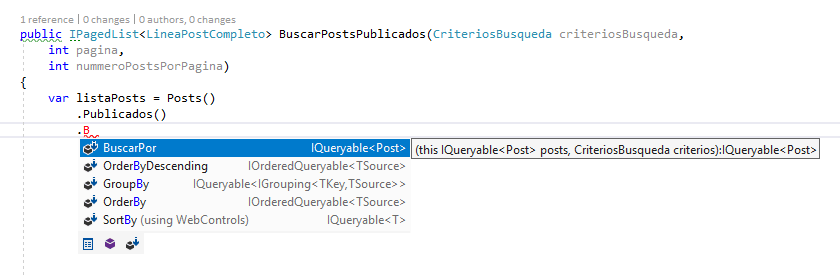 1 reference | 0 changes | 0 authors, 0 changes
public IPagedList<LineaPostCompleto> BuscarPostsPublicados(CriteriosBusqueda criteriosBusqueda,
int pagina,
int nummeroPostsPorPagina)
{
var listaPosts = Posts()
.Publicados()
.B
BuscarPor IQueryable<Post> (this IQueryable<Post> posts, CriteriosBusqueda criterios):IQueryable<Post>
OrderByDescending IOrderedQueryable<TSource>
GroupBy IQueryable<IGrouping<TKey,TSource>>
OrderBy IOrderedQueryable<TSource>
SortBy (using WebControls) IQueryable<T>